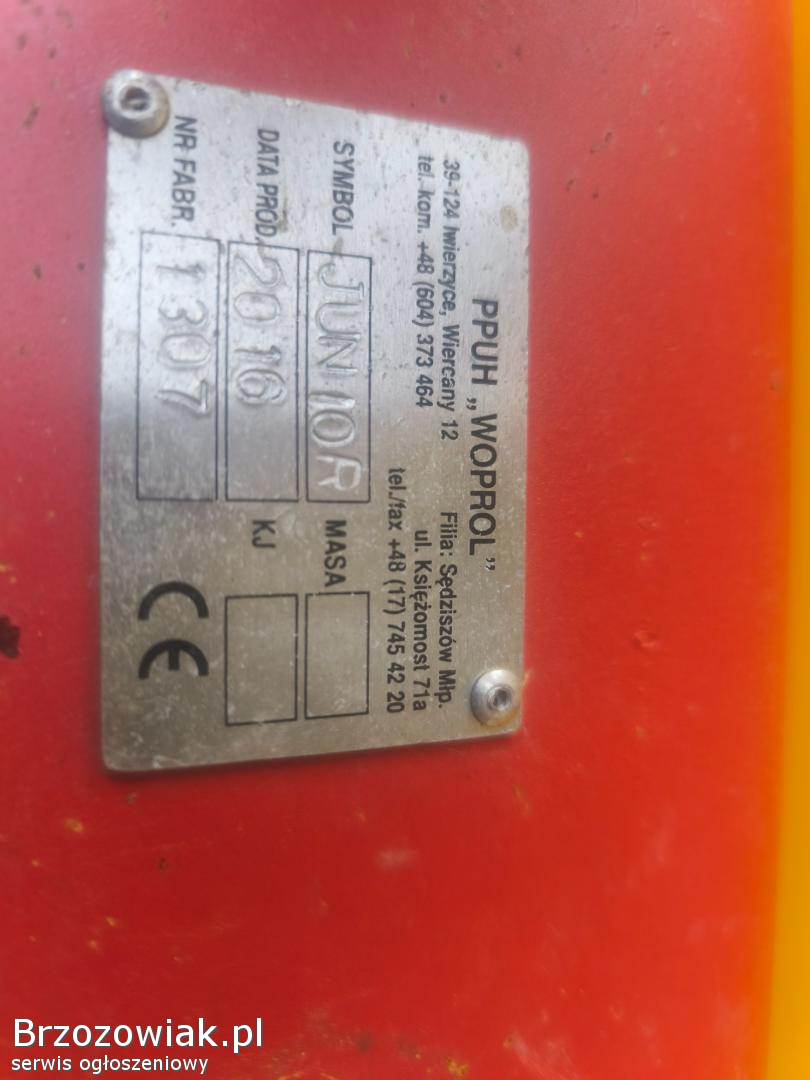 PPUH „WOPROL”
39-124 Iwierzyce, Wiercany 12
tel. kom. +48 (604) 373 464
Filia: Sędziszów Młp.
ul. Księżomost 71a
tel./fax +48 (17) 745 42 20
SYMBOL JUNIOR MASA
DATA PROD. 2016 KJ
NR FABR. 1307 CE
Brzozowiak.pl
serwis ogłoszeniowy